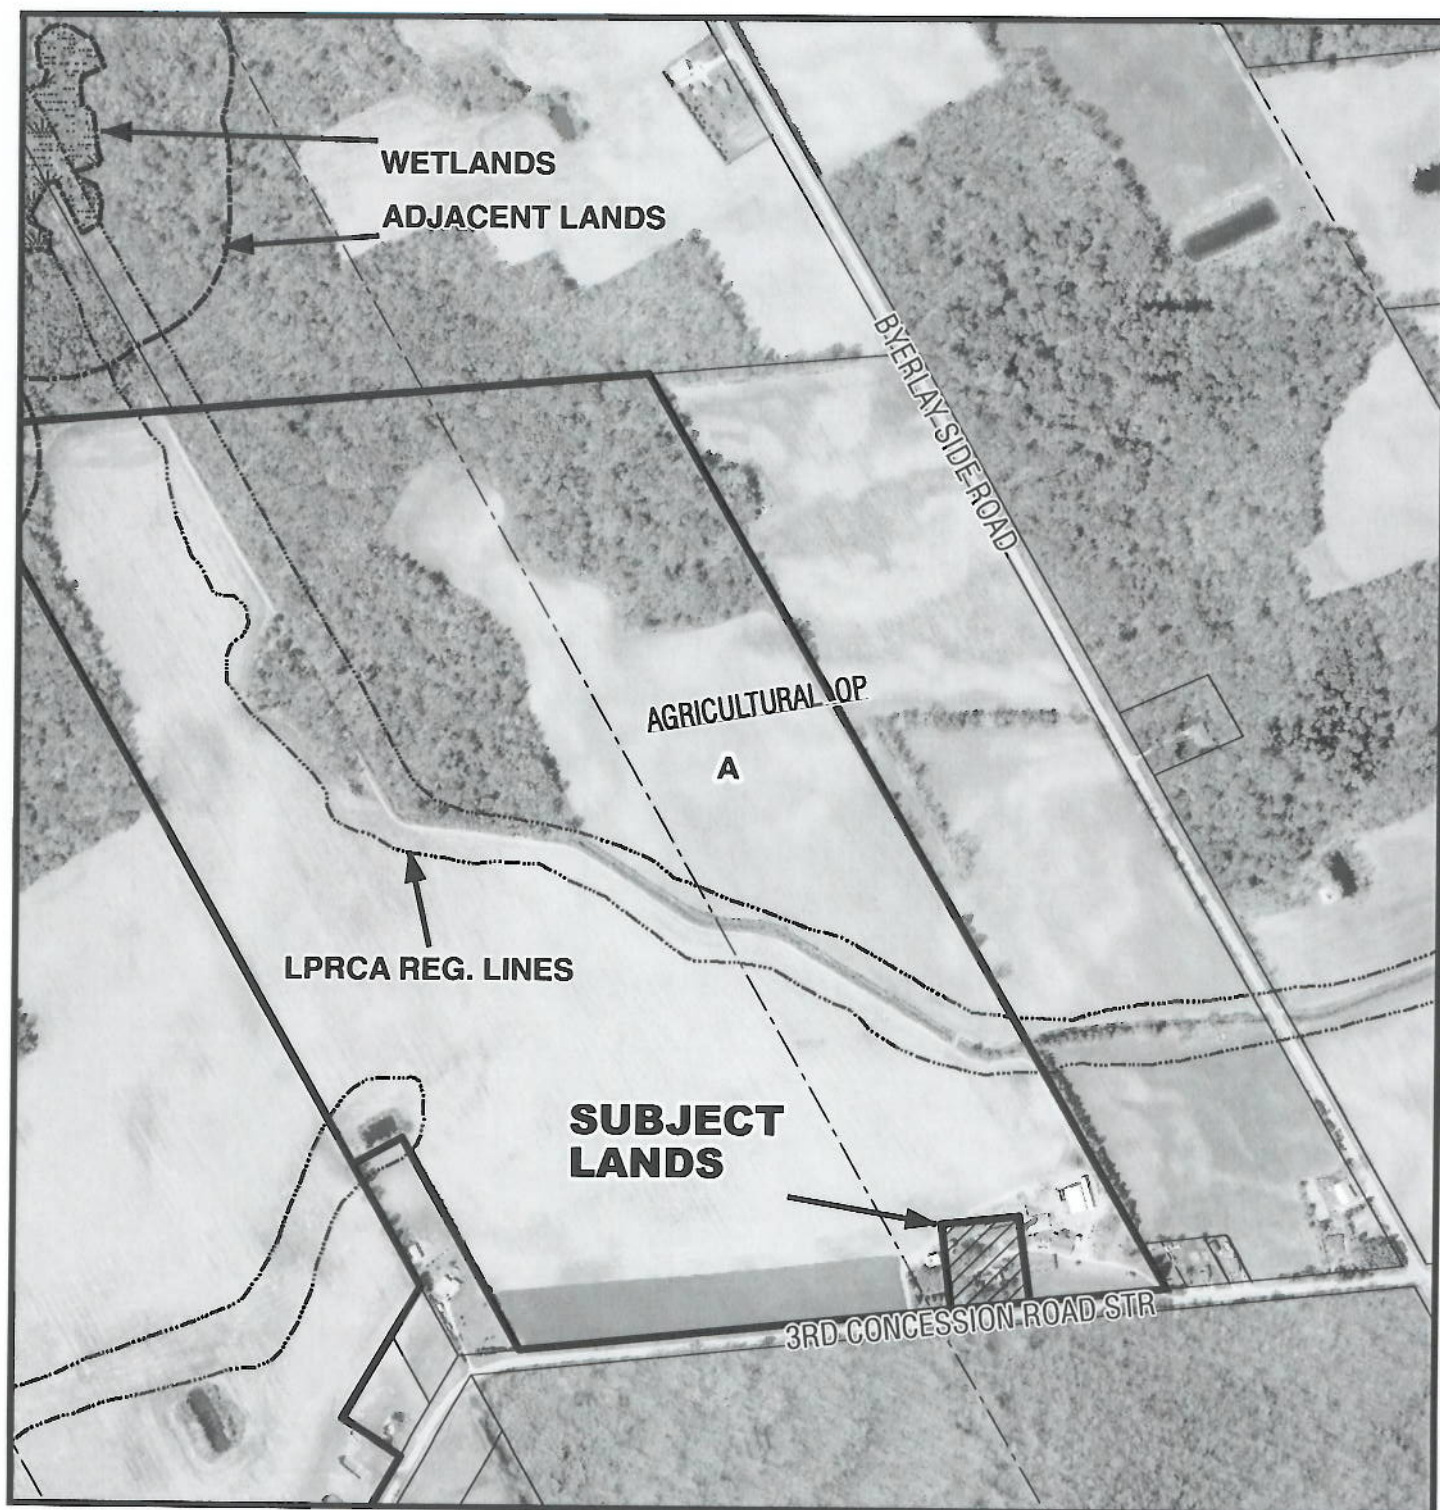 WETLANDS
ADJACENT LANDS
BYERLAY SIDE ROAD
AGRICULTURAL OP
A
LPRCA REG. LINES
SUBJECT
LANDS
3RD CONCESSION ROAD STR